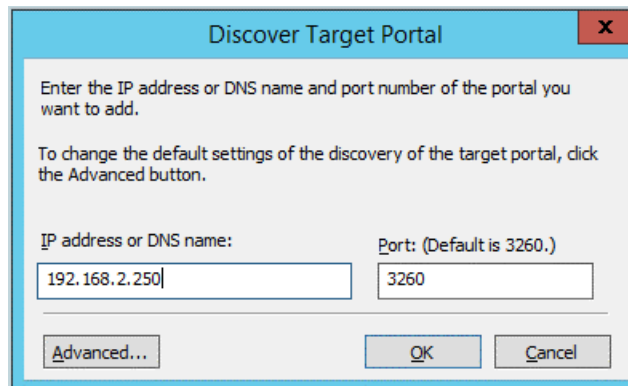 Discover Target Portal
x
Enter the IP address or DNS name and port number of the portal you
want to add.
To change the default settings of the discovery of the target portal, click
the Advanced button.
IP address or DNS name:
Port: (Default is 3260.)
192.168.2.250
3260
Advanced...
OK
Cancel